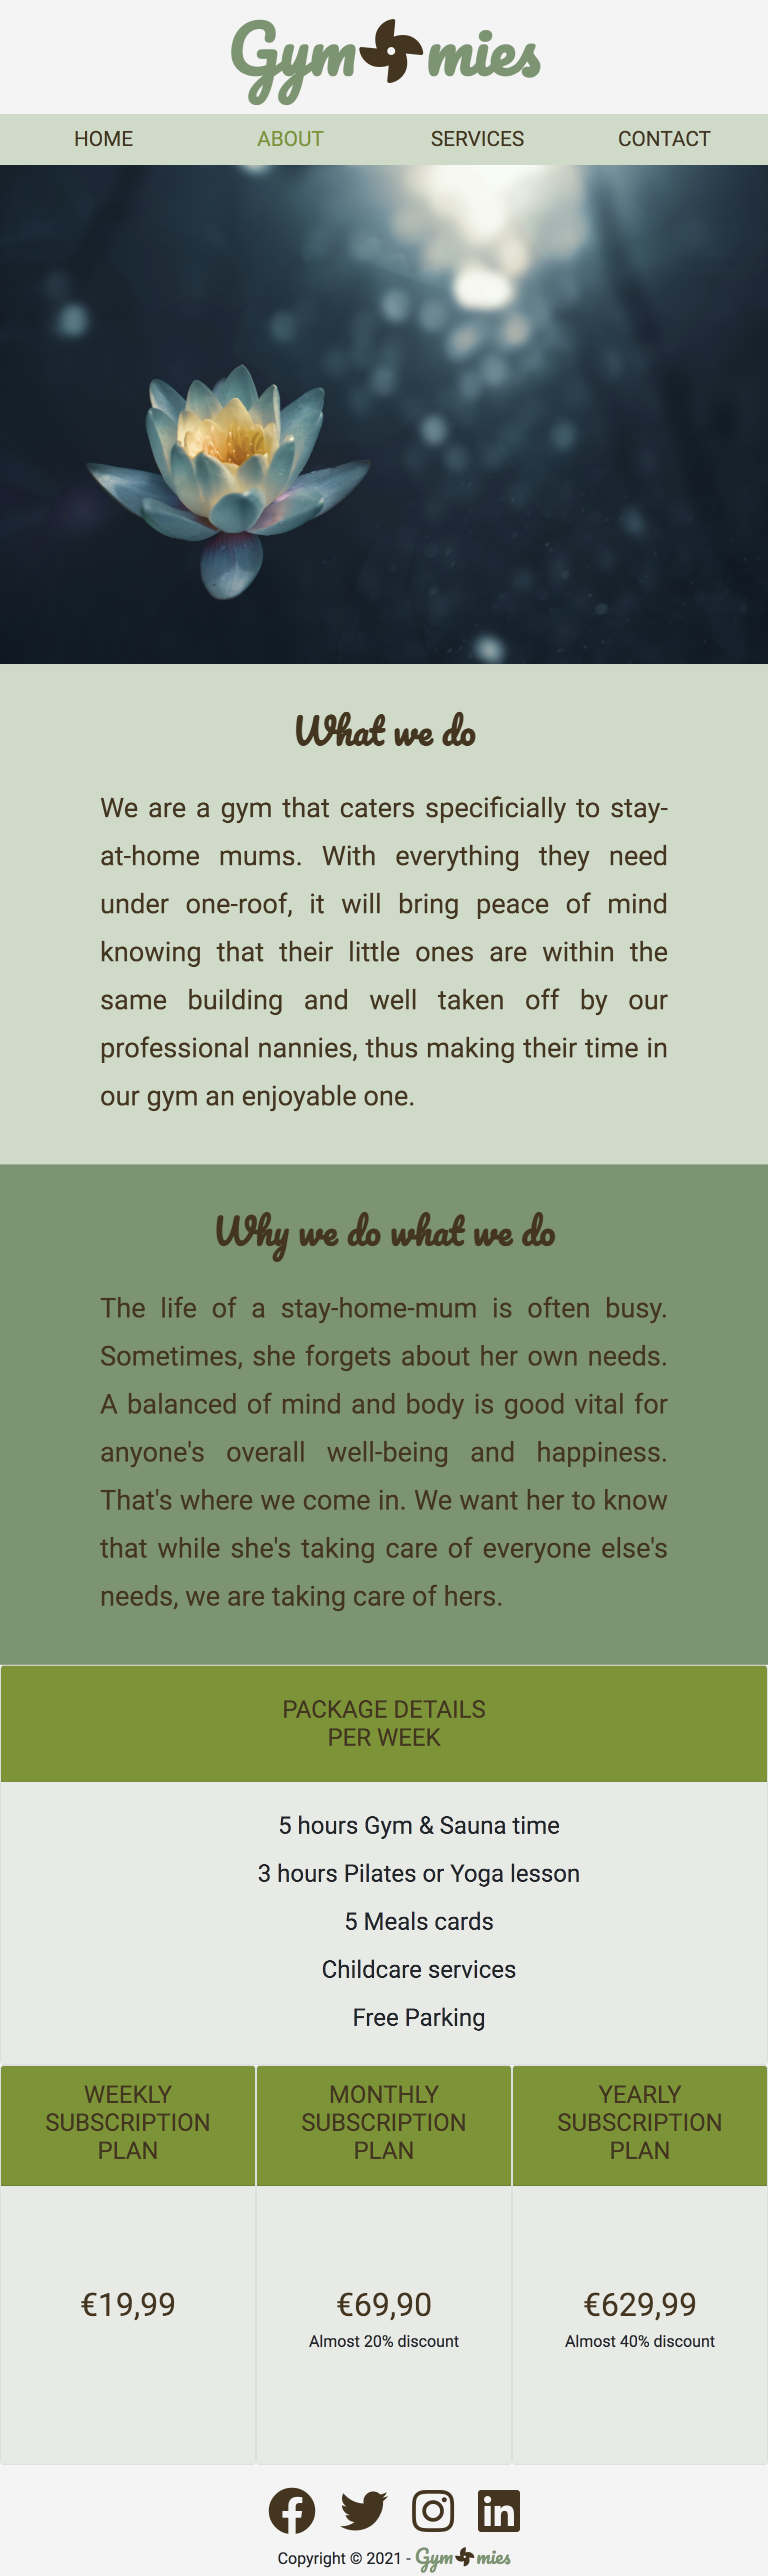 Gym mies
HOME ABOUT SERVICES CONTACT
What we do
We are a gym that caters specificially to stay-
at-home mums. With everything they need
under one-roof, it will bring peace of mind
knowing that their little ones are within the
same building and well taken off by our
professional nannies, thus making their time in
our gym an enjoyable one.
Why we do what we do
The life of a stay-home-mum is often busy.
Sometimes, she forgets about her own needs.
A balanced of mind and body is good vital for
anyone's overall well-being and happiness.
That's where we come in. We want her to know
that while she's taking care of everyone else's
needs, we are taking care of hers.
PACKAGE DETAILS
PER WEEK
5 hours Gym & Sauna time
3 hours Pilates or Yoga lesson
5 Meals cards
Childcare services
Free Parking
WEEKLY
SUBSCRIPTION
PLAN
€19,99
MONTHLY
SUBSCRIPTION
PLAN
€69,90
Almost 20% discount
YEARLY
SUBSCRIPTION
PLAN
€629,99
Almost 40% discount
Copyright © 2021 - Gym mies